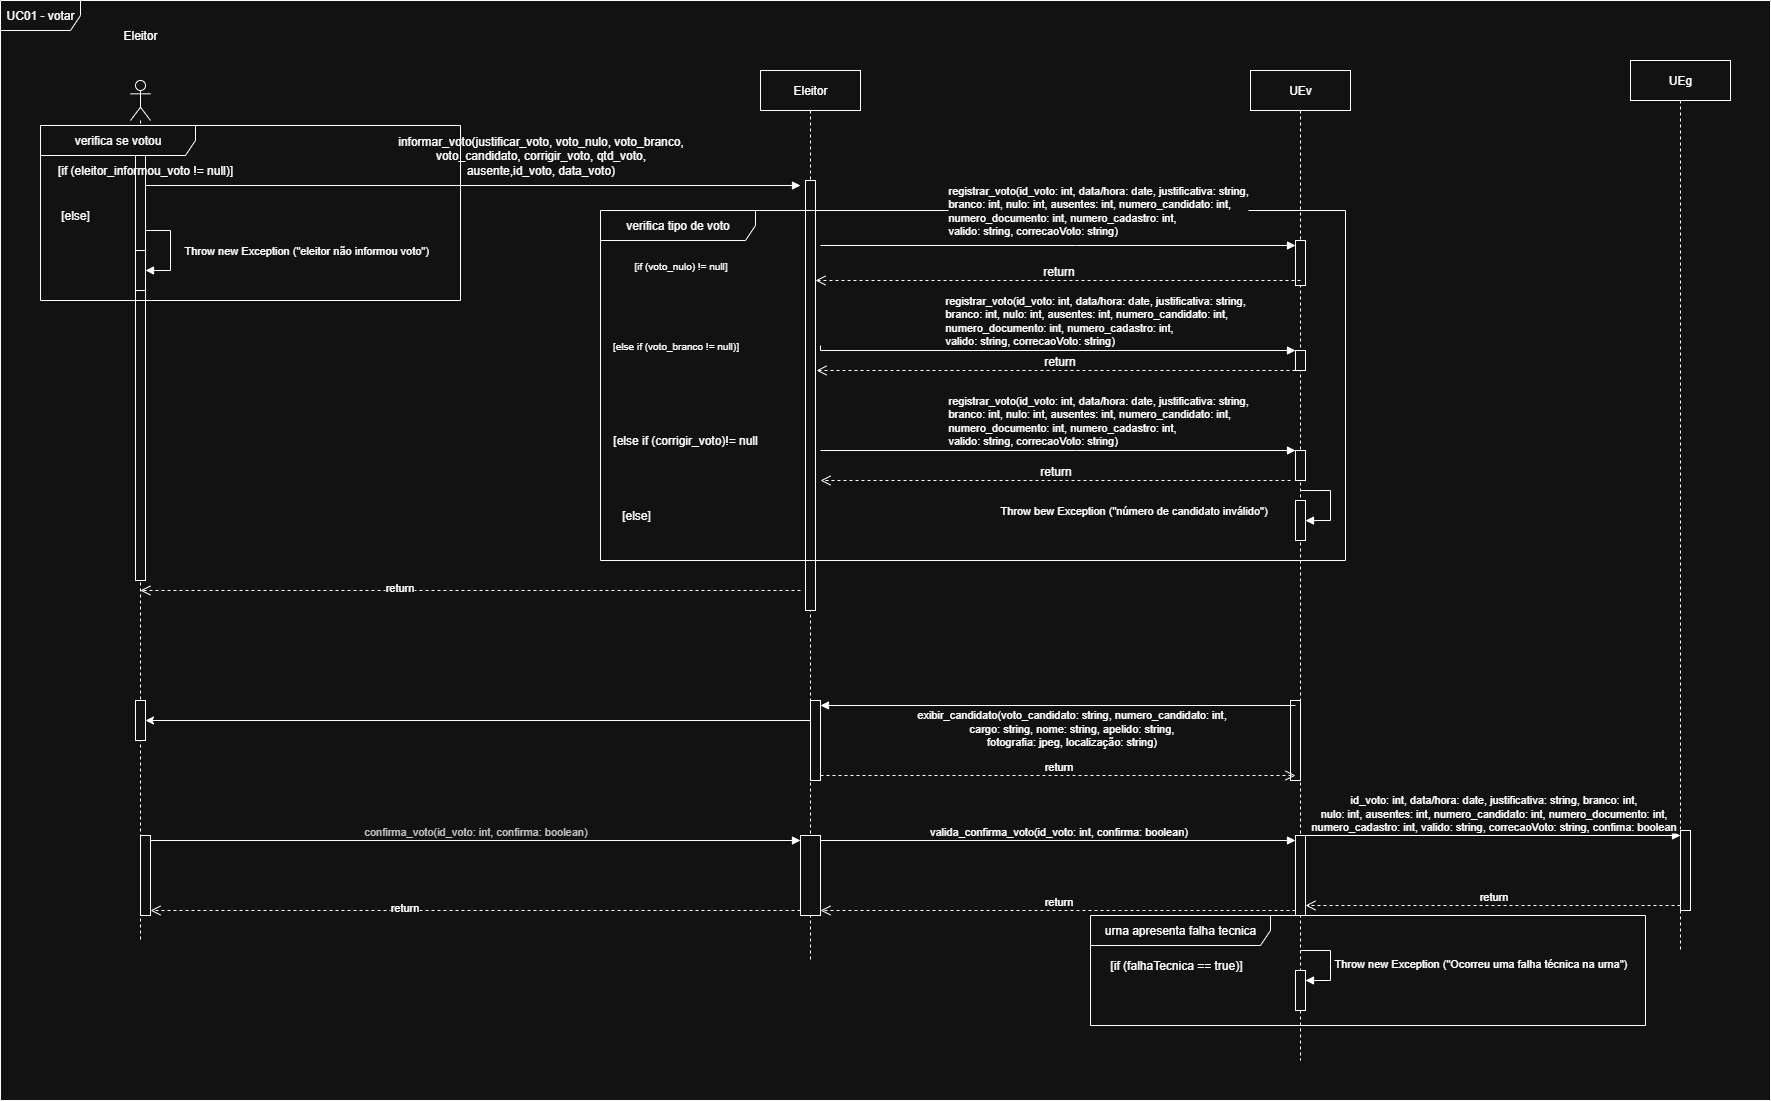 UC01 - votar
Eleitor
Eleitor
UEv
UEg
verifica se votou
[if (eleitor_informou_voto != null)]
[else]
Throw new Exception ("eleitor não informou voto")
informar_voto(justificar_voto, voto_nulo, voto_branco,
voto_candidato, corrigir_voto, qtd_voto,
ausente,id_voto, data_voto)
verifica tipo de voto
registrar_voto(id_voto: int, data/hora: date, justificativa: string,
branco: int, nulo: int, ausentes: int, numero_candidato: int,
numero_documento: int, numero_cadastro: int,
valido: string, correcaoVoto: string)
[if (voto_nulo) != null]
return
registrar_voto(id_voto: int, data/hora: date, justificativa: string,
branco: int, nulo: int, ausentes: int, numero_candidato: int,
numero_documento: int, numero_cadastro: int,
valido: string, correcaoVoto: string)
[else if (voto_branco != null)]
return
registrar_voto(id_voto: int, data/hora: date, justificativa: string,
branco: int, nulo: int, ausentes: int, numero_candidato: int,
numero_documento: int, numero_cadastro: int,
valido: string, correcaoVoto: string)
[else if (corrigir_voto)!= null
return
[else]
Throw bew Exception ("número de candidato inválido")
return
exibir_candidato(voto_candidato: string, numero_candidato: int,
cargo: string, nome: string, apelido: string,
fotografia: jpeg, localização: string)
return
confirma_voto(id_voto: int, confirma: boolean)
valida_confirma_voto(id_voto: int, confirma: boolean)
id_voto: int, data/hora: date, justificativa: string, branco: int,
nulo: int, ausentes: int, numero_candidato: int, numero_documento: int,
numero_cadastro: int, valido: string, correcaoVoto: string, confirma: boolean
return
return
return
urna apresenta falha tecnica
[if (falhaTecnica == true)]
Throw new Exception ("Ocorreu uma falha técnica na urna")